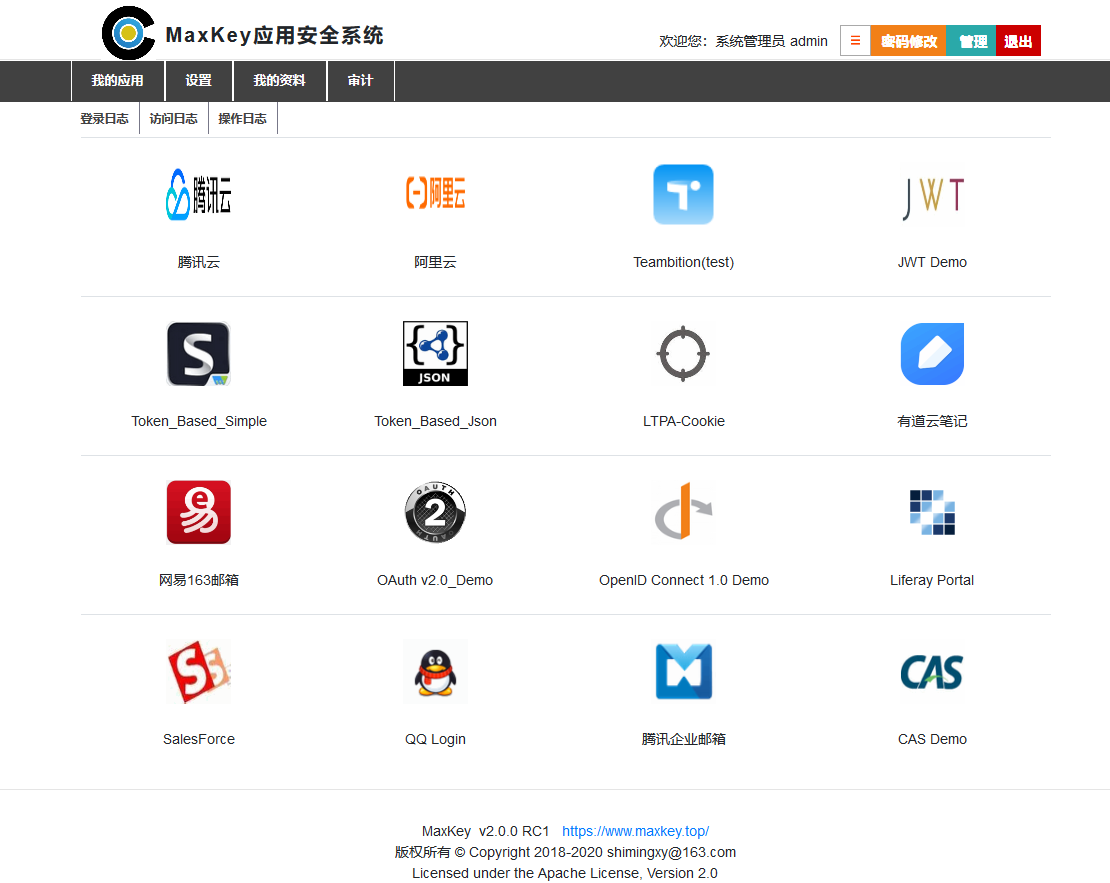 MaxKey应用安全系统
欢迎您：系统管理员 admin
☰ 密码修改 管理 退出
我的应用 设置 我的资料 审计
登录日志 访问日志 操作日志
腾讯云 阿里云 JWT
腾讯云 阿里云 Teambition(test) JWT Demo
S {} JSON
Token_Based_Simple Token_Based_Json LTPA-Cookie 有道云笔记
e易 OAUTH 2 OAUTH
网易163邮箱 OAuth v2.0_Demo OpenID Connect 1.0 Demo Liferay Portal
SS CAS
SalesForce QQ Login 腾讯企业邮箱 CAS Demo
MaxKey v2.0.0 RC1 https://www.maxkey.top/
版权所有 © Copyright 2018-2020 shimingxy@163.com
Licensed under the Apache License, Version 2.0